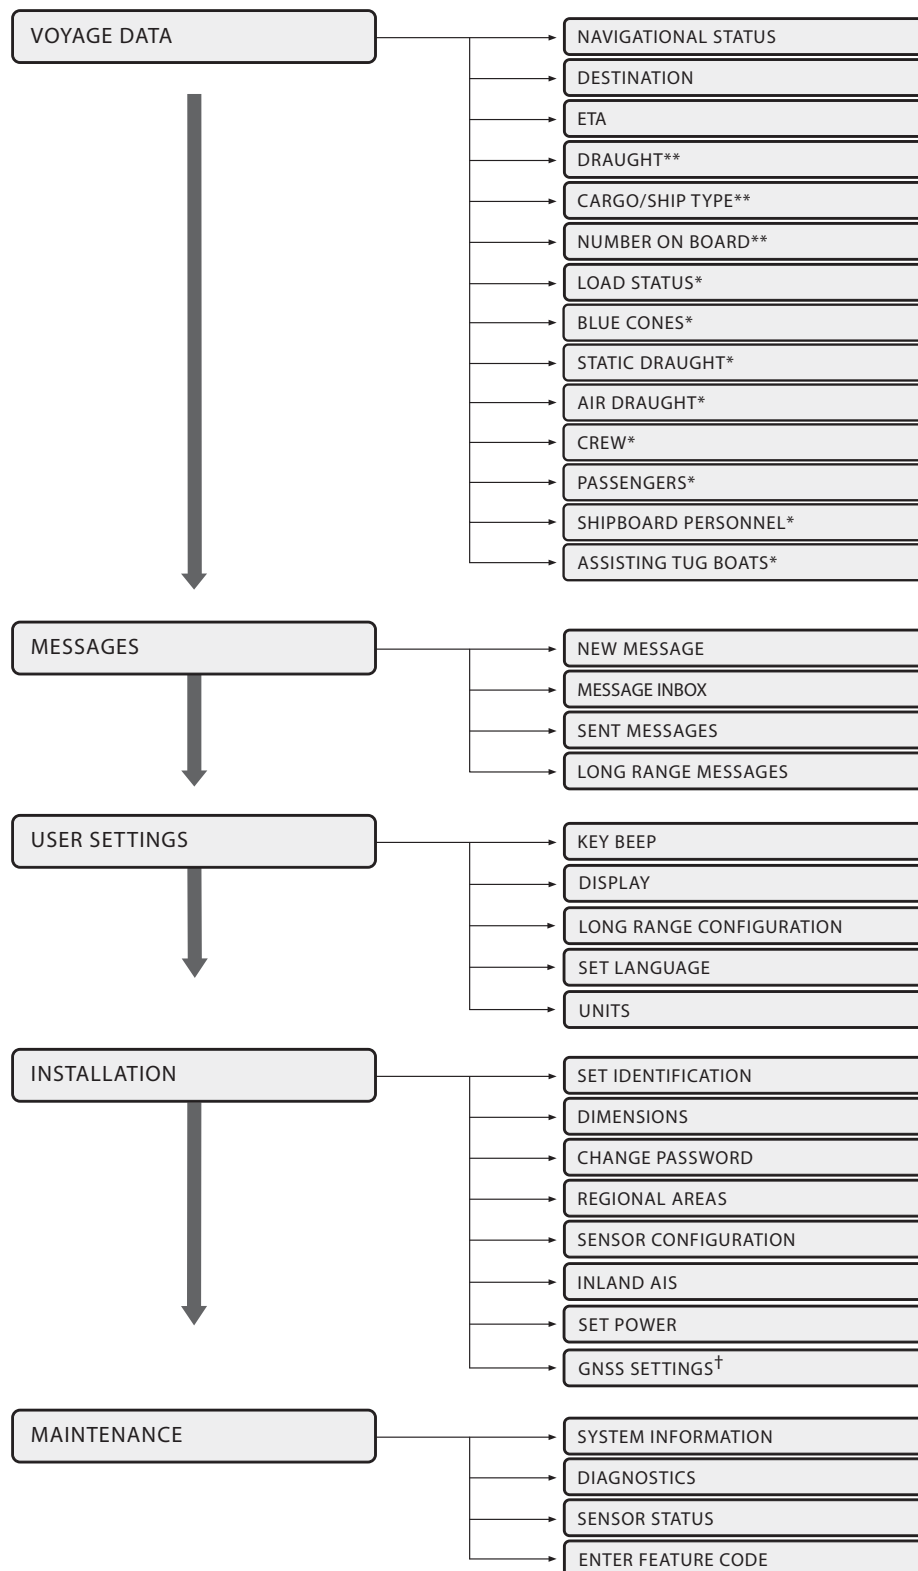 VOYAGE DATA
NAVIGATIONAL STATUS
DESTINATION
ETA
DRAUGHT**
CARGO/SHIP TYPE**
NUMBER ON BOARD**
LOAD STATUS*
BLUE CONES*
STATIC DRAUGHT*
AIR DRAUGHT*
CREW*
PASSENGERS*
SHIPBOARD PERSONNEL*
ASSISTING TUG BOATS*
MESSAGES
NEW MESSAGE
MESSAGE INBOX
SENT MESSAGES
LONG RANGE MESSAGES
USER SETTINGS
KEY BEEP
DISPLAY
LONG RANGE CONFIGURATION
SET LANGUAGE
UNITS
INSTALLATION
SET IDENTIFICATION
DIMENSIONS
CHANGE PASSWORD
REGIONAL AREAS
SENSOR CONFIGURATION
INLAND AIS
SET POWER
GNSS SETTINGS†
MAINTENANCE
SYSTEM INFORMATION
DIAGNOSTICS
SENSOR STATUS
ENTER FEATURE CODE